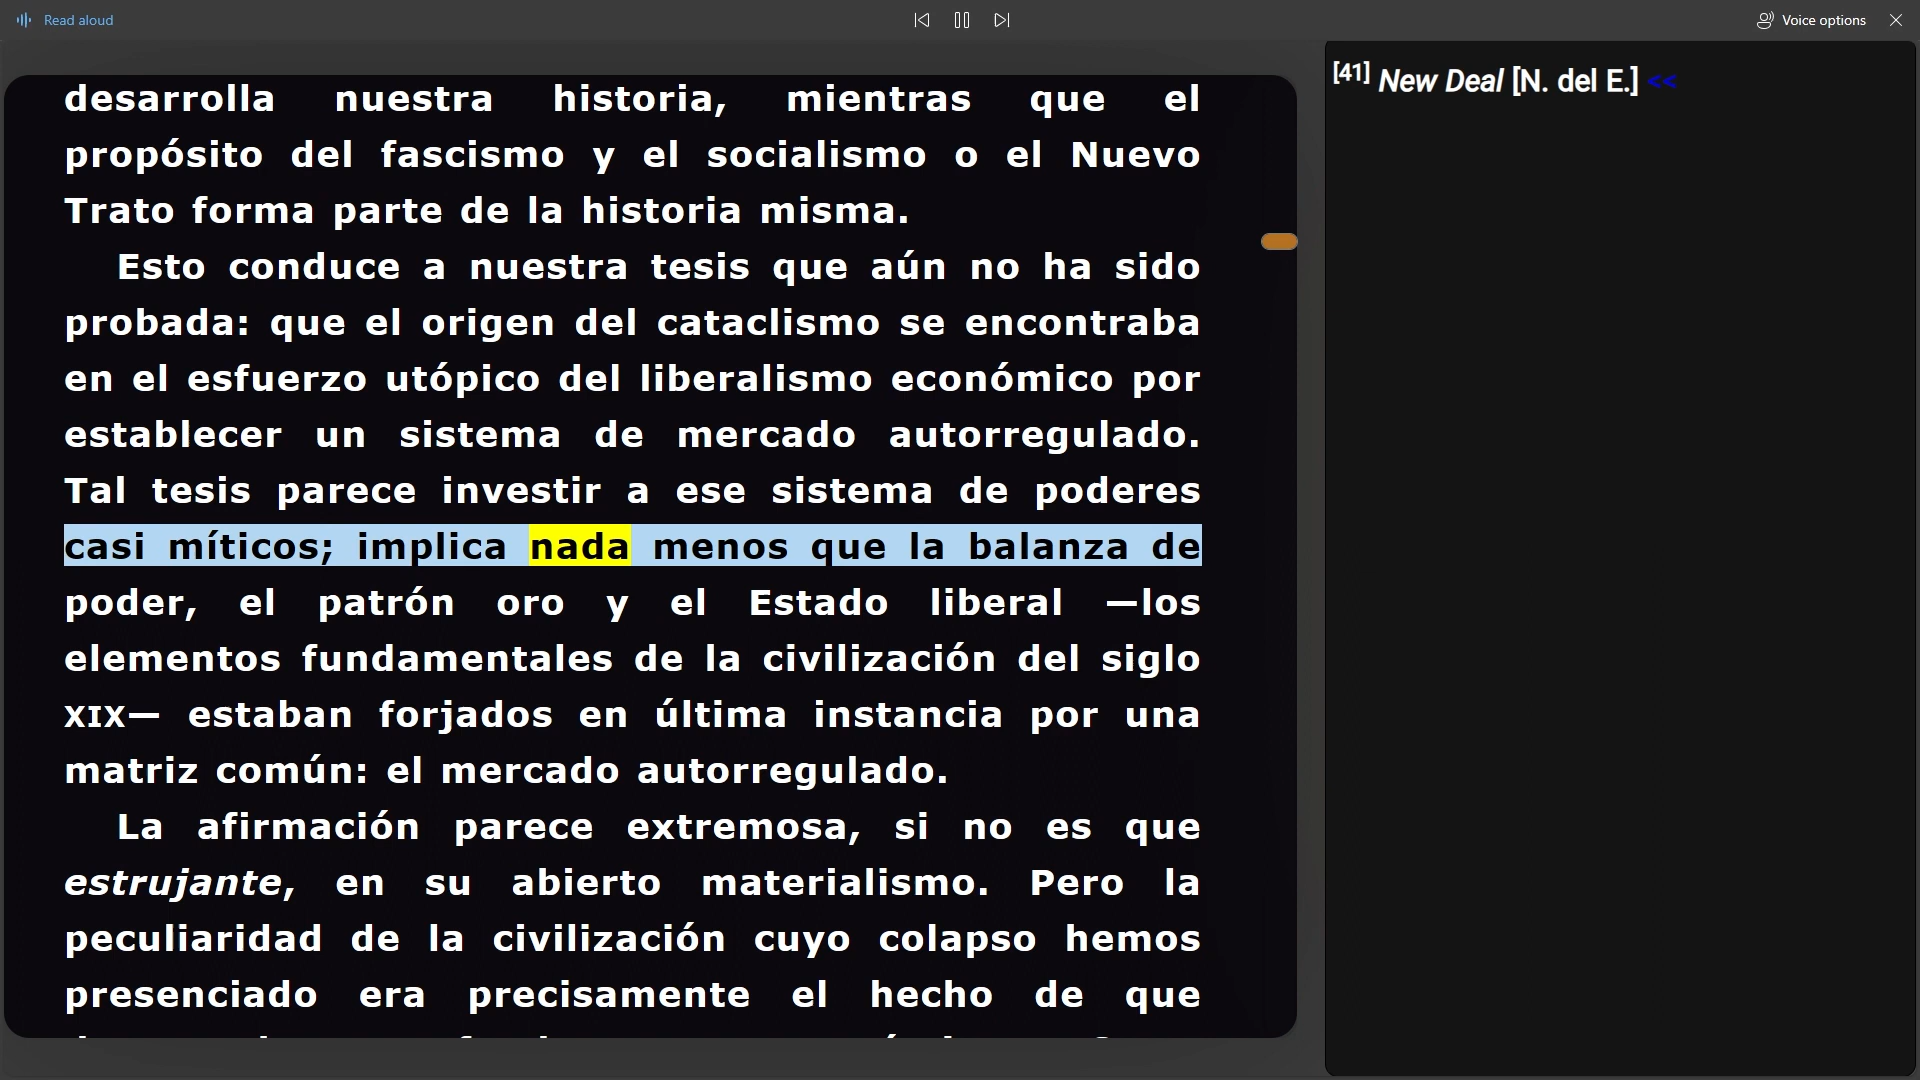 Read aloud
Voice options
desarrolla nuestra historia, mientras que el
propósito del fascismo y el socialismo o el Nuevo
Trato forma parte de la historia misma.
Esto conduce a nuestra tesis que aún no ha sido
probada: que el origen del cataclismo se encontraba
en el esfuerzo utópico del liberalismo económico por
establecer un sistema de mercado autorregulado.
Tal tesis parece investir a ese sistema de poderes
casi míticos; implica nada menos que la balanza de
poder, el patrón oro y el Estado liberal —los
elementos fundamentales de la civilización del siglo
XIX— estaban forjados en última instancia por una
matriz común: el mercado autorregulado.
La afirmación parece extremosa, si no es que
estrujante, en su abierto materialismo. Pero la
peculiaridad de la civilización cuyo colapso hemos
presenciado era precisamente el hecho de que
[41] New Deal [N. del E.] <<